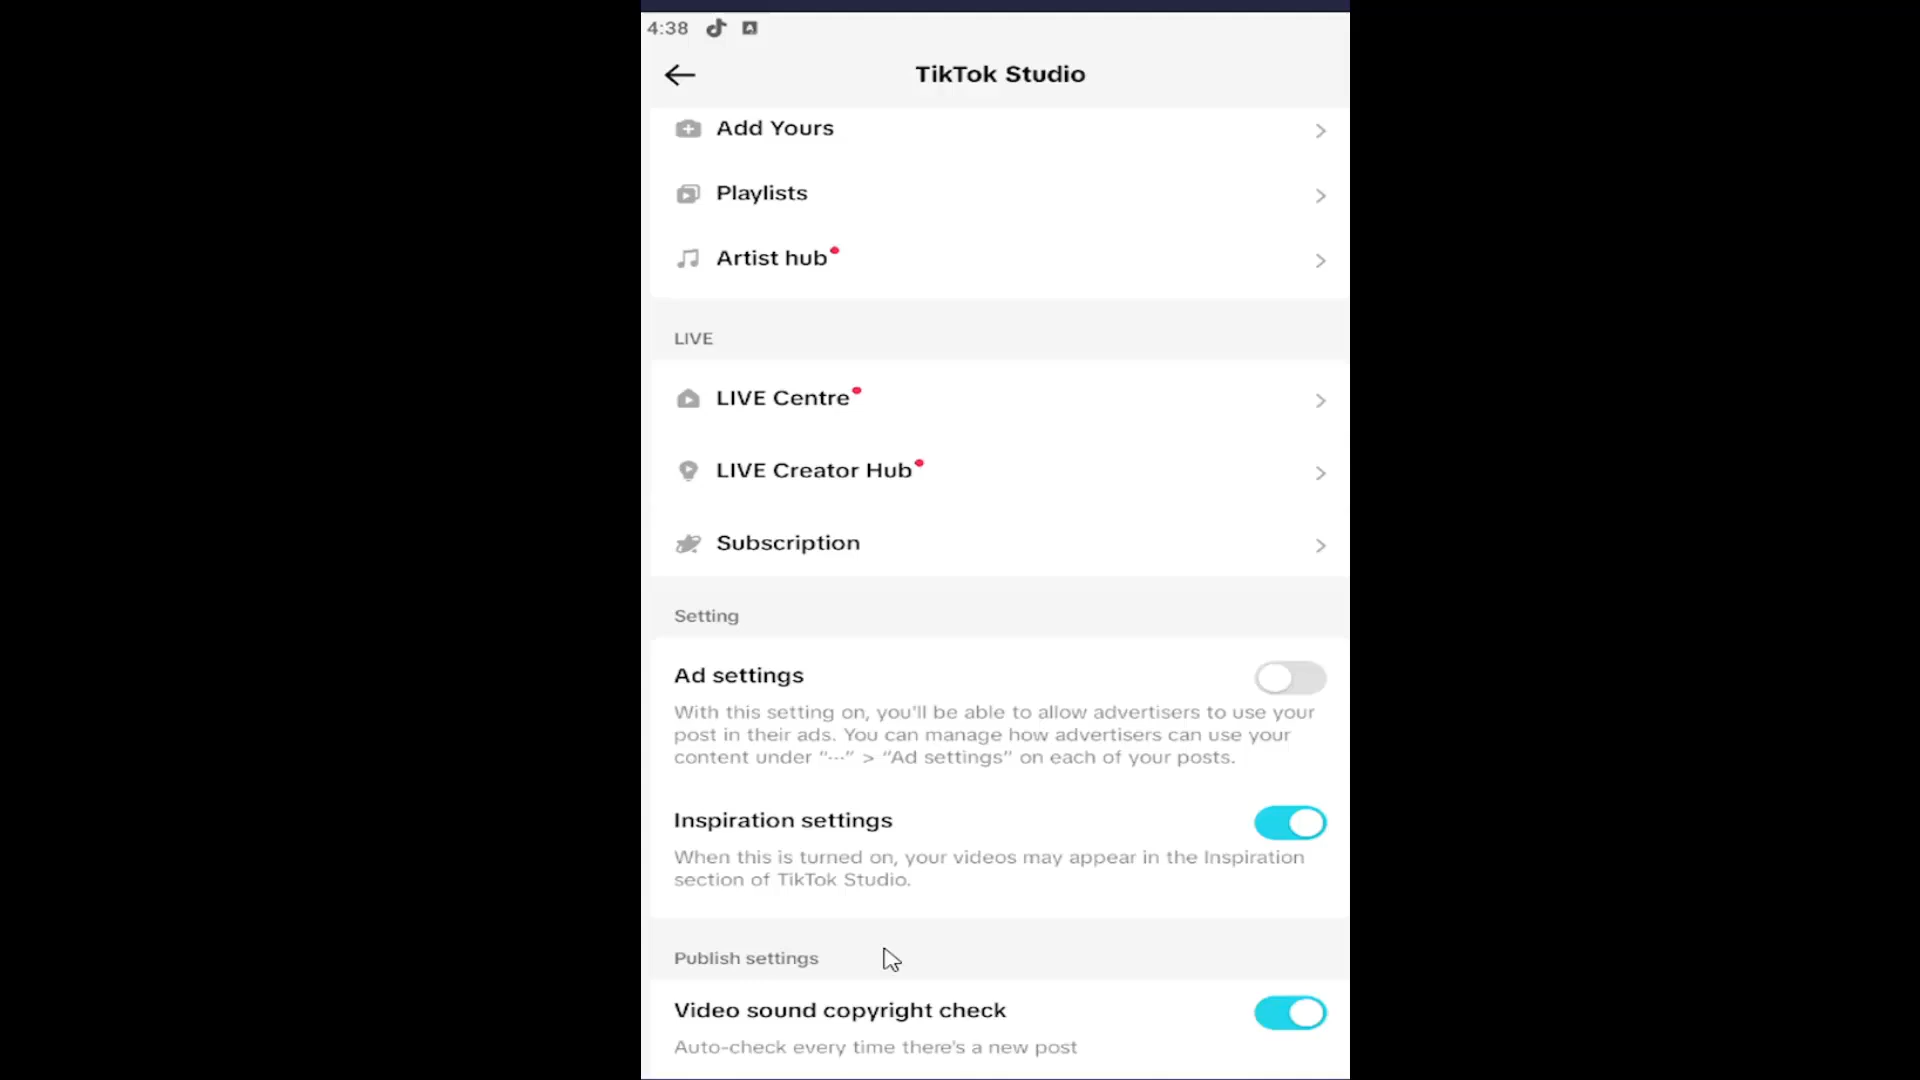 4:38
TikTok Studio
Add Yours
Playlists
Artist hub
LIVE
LIVE Centre
LIVE Creator Hub
Subscription
Setting
Ad settings
With this setting on, you'll be able to allow advertisers to use your
post in their ads. You can manage how advertisers can use your
content under “···” > “Ad settings” on each of your posts.
Inspiration settings
When this is turned on, your videos may appear in the Inspiration
section of TikTok Studio.
Publish settings
Video sound copyright check
Auto-check every time there's a new post